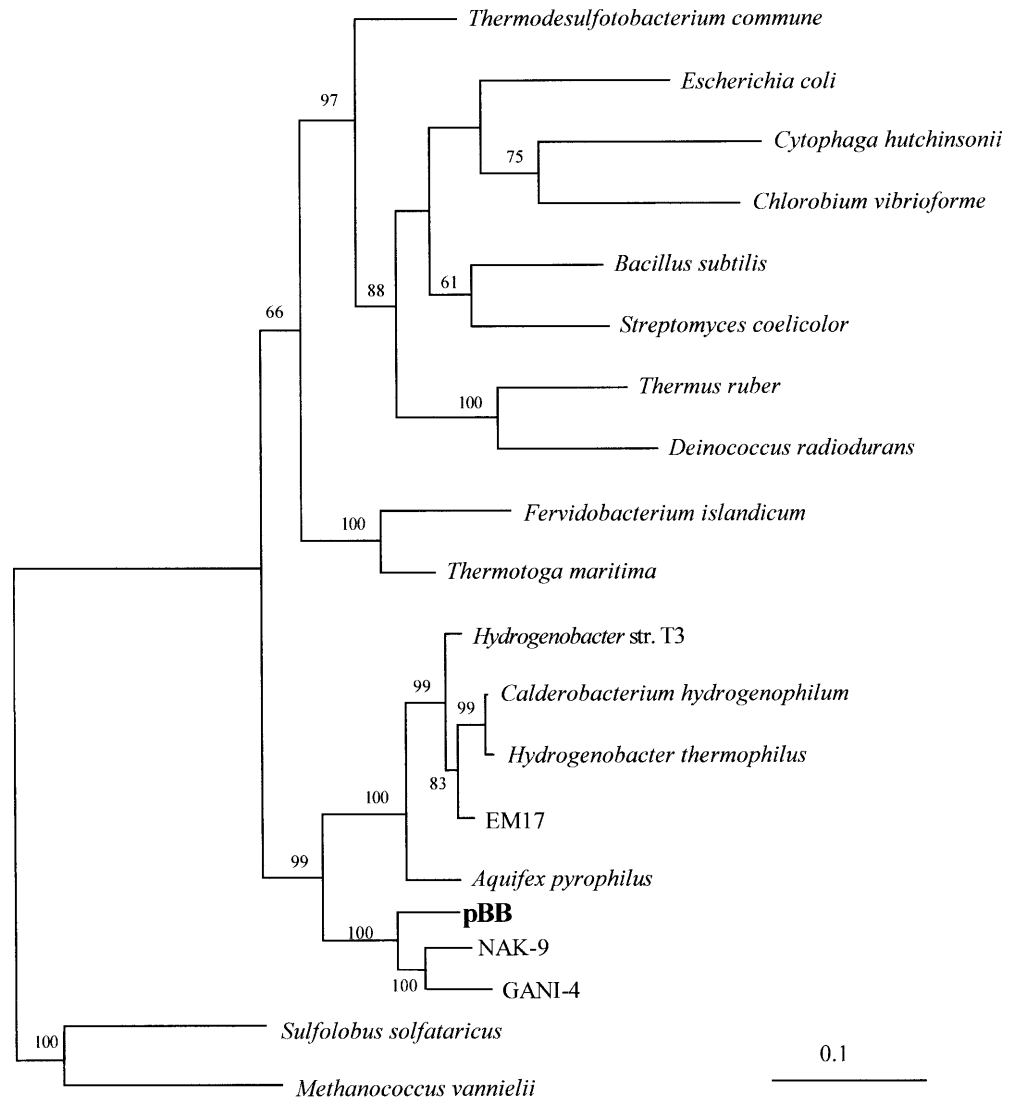 Thermodesulfotobacterium commune
Escherichia coli
97
Cytophaga hutchinsonii
75
Chlorobium vibrioforme
Bacillus subtilis
61
88
Streptomyces coelicolor
66
Thermus ruber
100
Deinococcus radiodurans
Fervidobacterium islandicum
100
Thermotoga maritima
Hydrogenobacter str. T3
99
Calderobacterium hydrogenophilum
99
Hydrogenobacter thermophilus
83
100
EM17
99
Aquifex pyrophilus
pBB
100
NAK-9
100
GANI-4
Sulfolobus solfataricus
100
Methanococcus vannielii
0.1